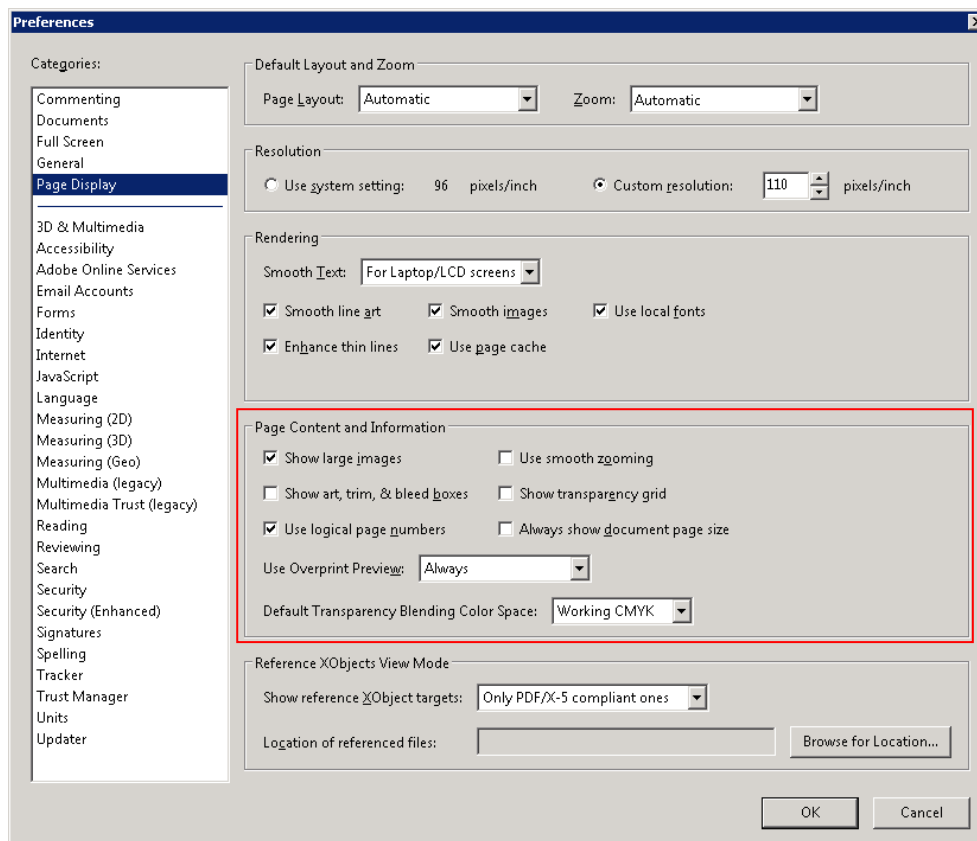 Preferences
Categories:
Commenting
Documents
Full Screen
General
Page Display
3D & Multimedia
Accessibility
Adobe Online Services
Email Accounts
Forms
Identity
Internet
JavaScript
Language
Measuring (2D)
Measuring (3D)
Measuring (Geo)
Multimedia (legacy)
Multimedia Trust (legacy)
Reading
Reviewing
Search
Security
Security (Enhanced)
Signatures
Spelling
Tracker
Trust Manager
Units
Updater
Default Layout and Zoom
Page Layout: Automatic Zoom: Automatic
Resolution
Use system setting: 96 pixels/inch Custom resolution: 110 pixels/inch
Rendering
Smooth Text: For Laptop/LCD screens
Smooth line art Smooth images Use local fonts
Enhance thin lines Use page cache
Page Content and Information
Show large images Use smooth zooming
Show art, trim, & bleed boxes Show transparency grid
Use logical page numbers Always show document page size
Use Overprint Preview: Always
Default Transparency Blending Color Space: Working CMYK
Reference XObjects View Mode
Show reference XObject targets: Only PDF/X-5 compliant ones
Location of referenced files: Browse for Location...
OK Cancel